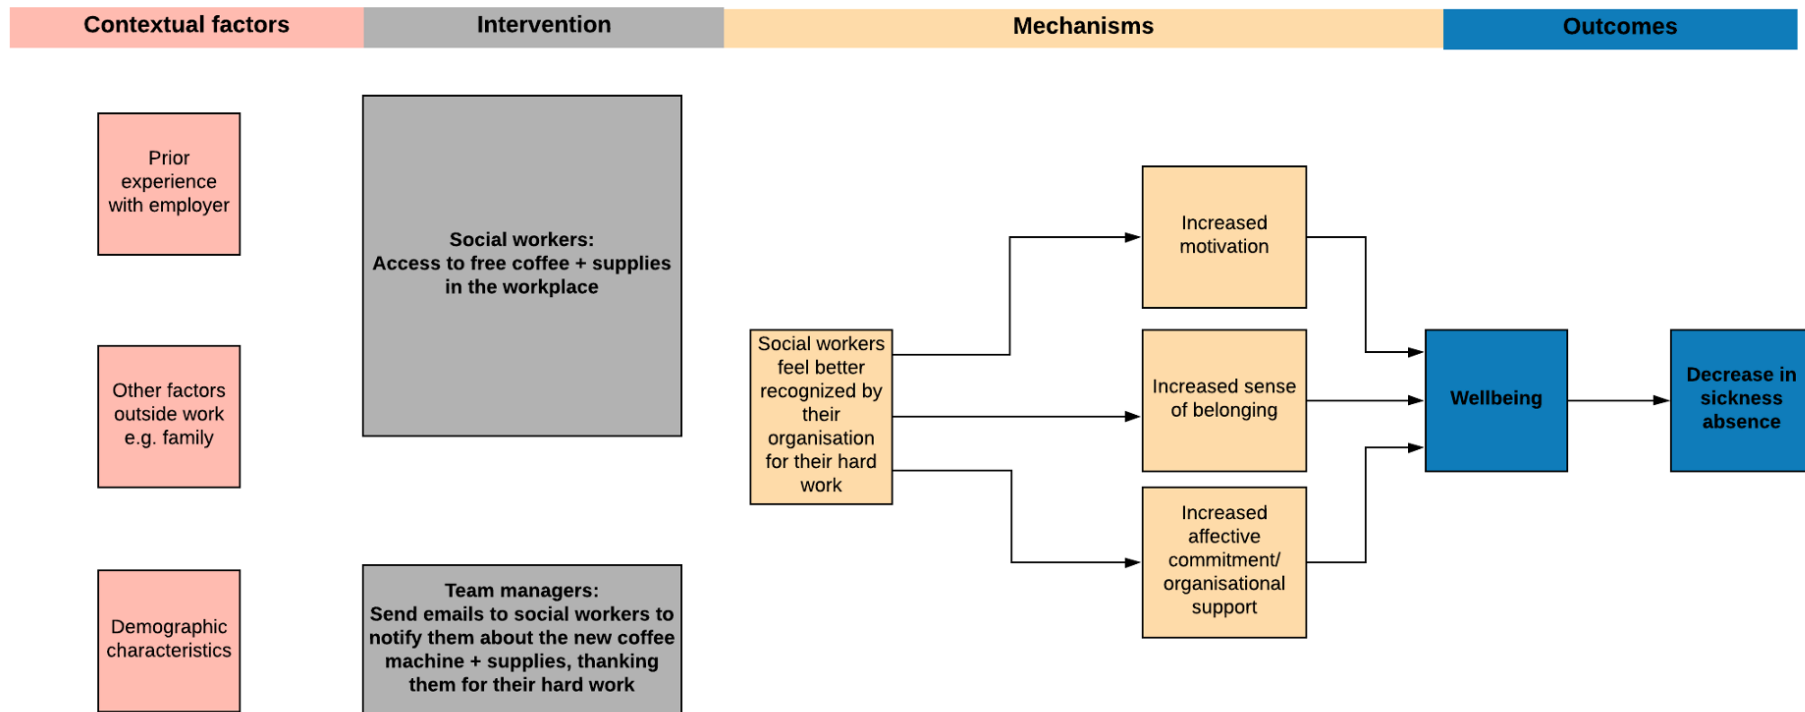 Contextual factors
Intervention
Mechanisms
Outcomes
Prior
experience
with employer
Other factors
outside work
e.g. family
Demographic
characteristics
Social workers:
Access to free coffee + supplies
in the workplace
Team managers:
Send emails to social workers to
notify them about the new coffee
machine + supplies, thanking
them for their hard work
Social workers
feel better
recognized by
their
organisation
for their hard
work
Increased
motivation
Increased sense
of belonging
Increased
affective
commitment/
organisational
support
Wellbeing
Decrease in
sickness
absence